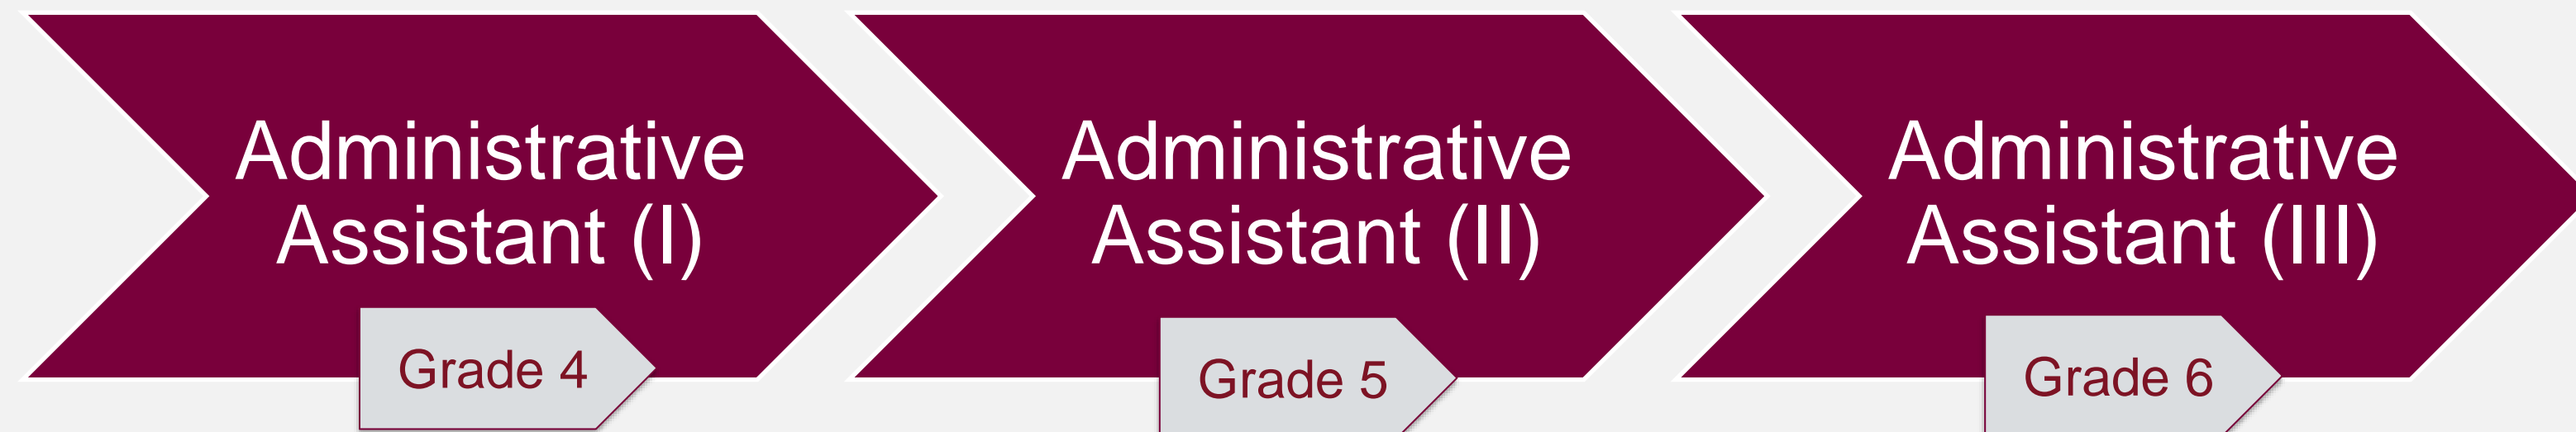 Administrative
Assistant (I)
Grade 4
Administrative
Assistant (II)
Grade 5
Administrative
Assistant (III)
Grade 6